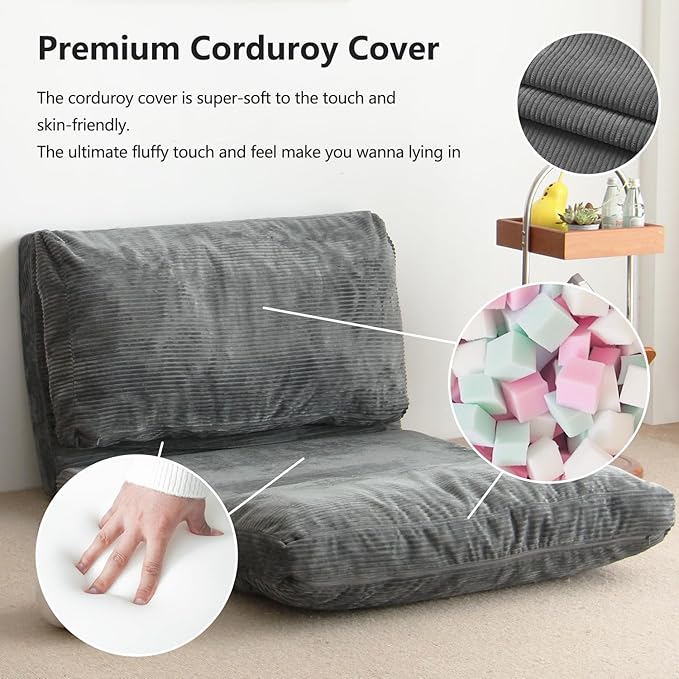 Premium Corduroy Cover
The corduroy cover is super-soft to the touch and
skin-friendly.
The ultimate fluffy touch and feel make you wanna lying in